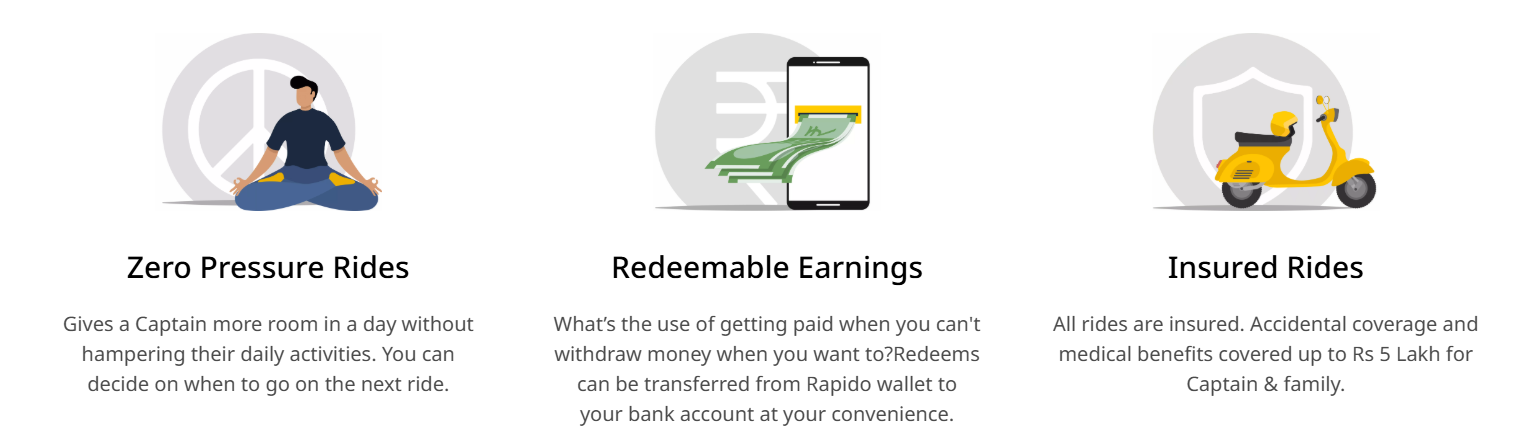 Zero Pressure Rides
Gives a Captain more room in a day without
hampering their daily activities. You can
decide on when to go on the next ride.
Redeemable Earnings
What’s the use of getting paid when you can't
withdraw money when you want to?Redeems
can be transferred from Rapido wallet to
your bank account at your convenience.
Insured Rides
All rides are insured. Accidental coverage and
medical benefits covered up to Rs 5 Lakh for
Captain & family.